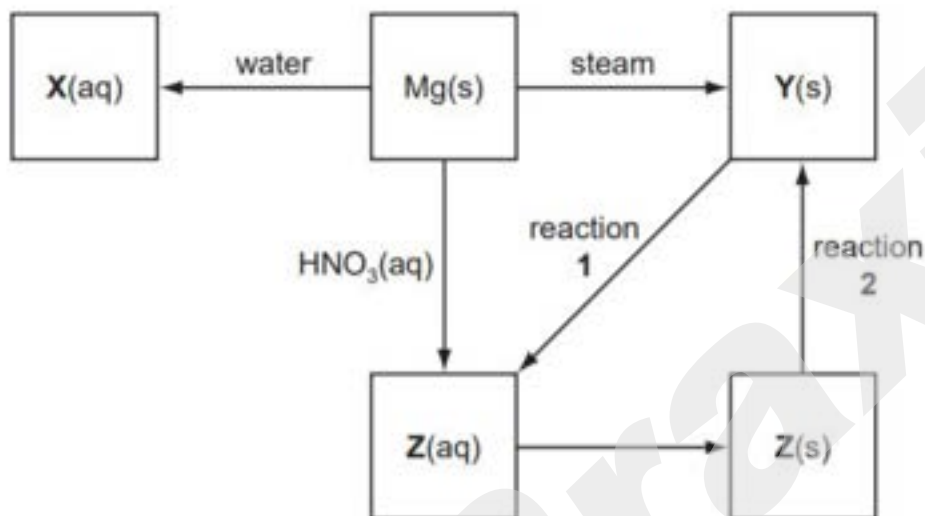 water
steam
X(aq)
Mg(s)
Y(s)
reaction
1
reaction
2
HNO₃(aq)
Z(aq)
Z(s)